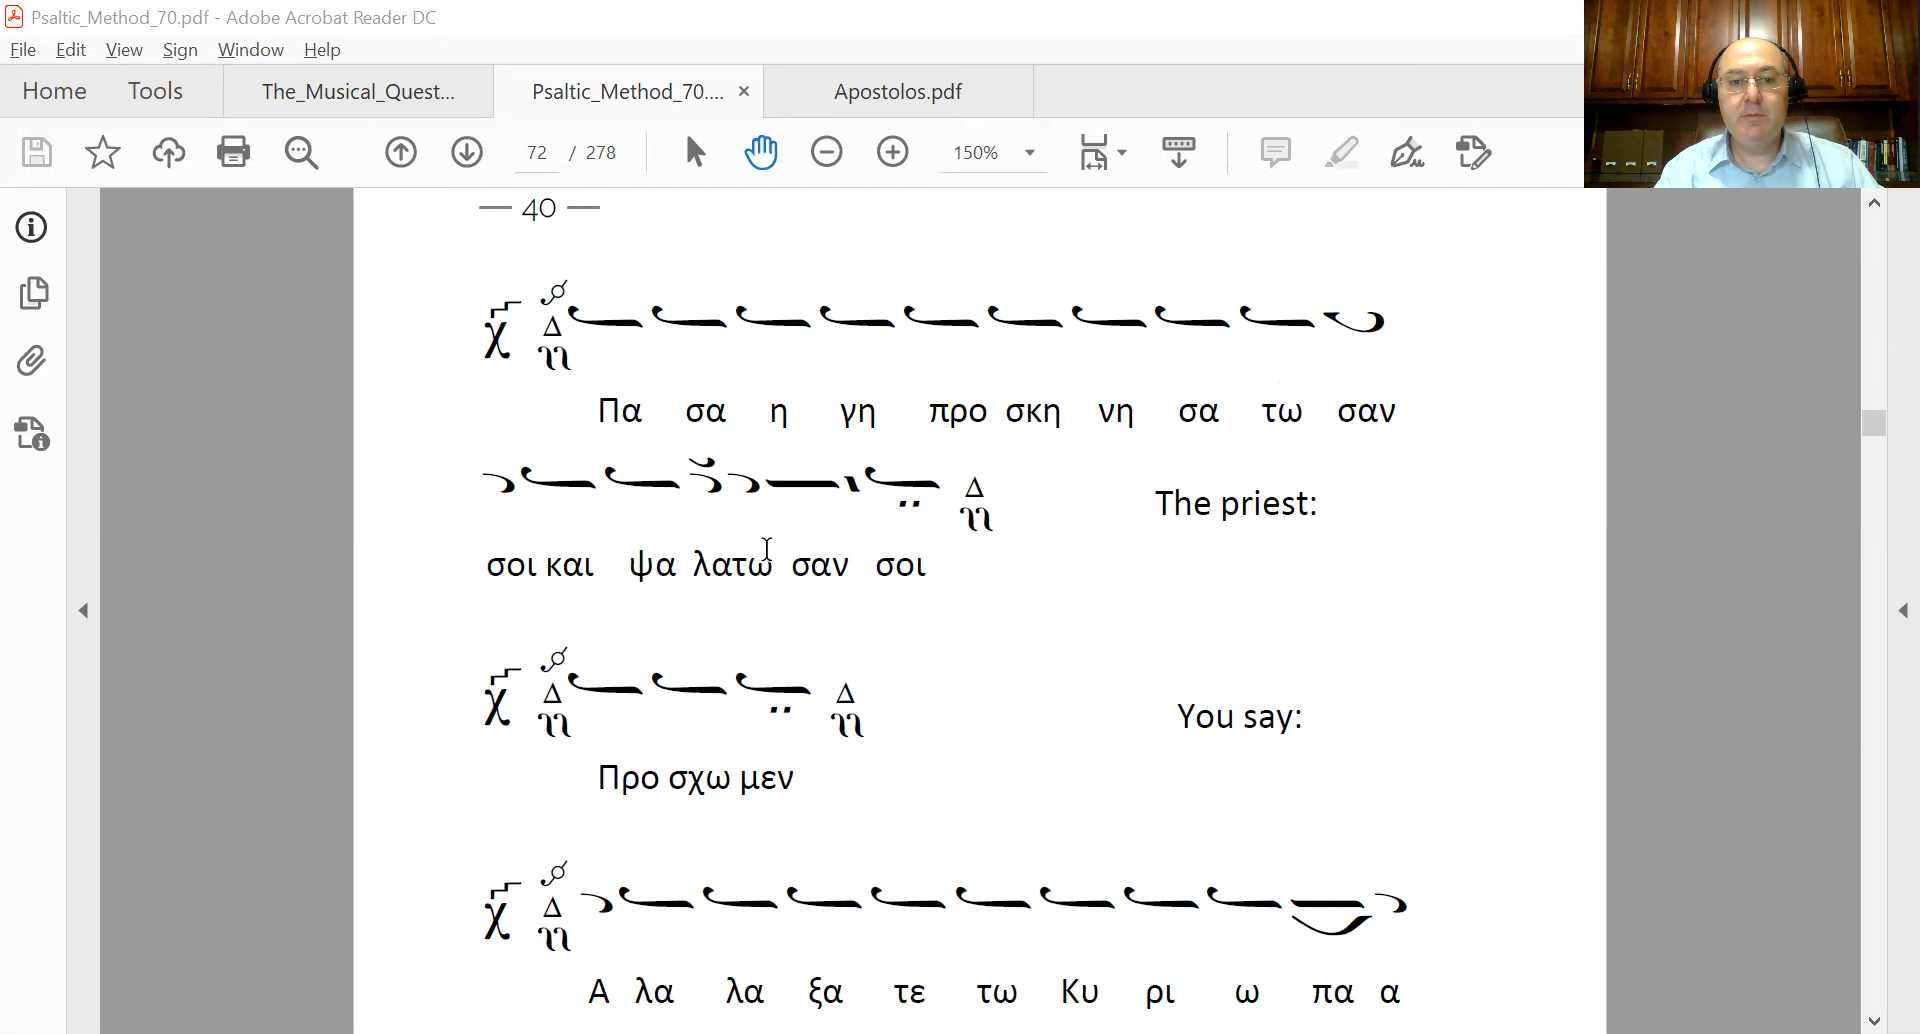 Psaltic_Method_70.pdf - Adobe Acrobat Reader DC
File Edit View Sign Window Help
Home Tools The_Musical_Quest... Psaltic_Method_70.... × Apostolos.pdf
72 / 278 150%
— 40 —
Πα σα η γη προ σκη νη σα τω σαν
The priest:
σοι και ψα λατω σαν σοι
You say:
Προ σχω μεν
Α λα λα ξα τε τω Κυ ρι ω πα α